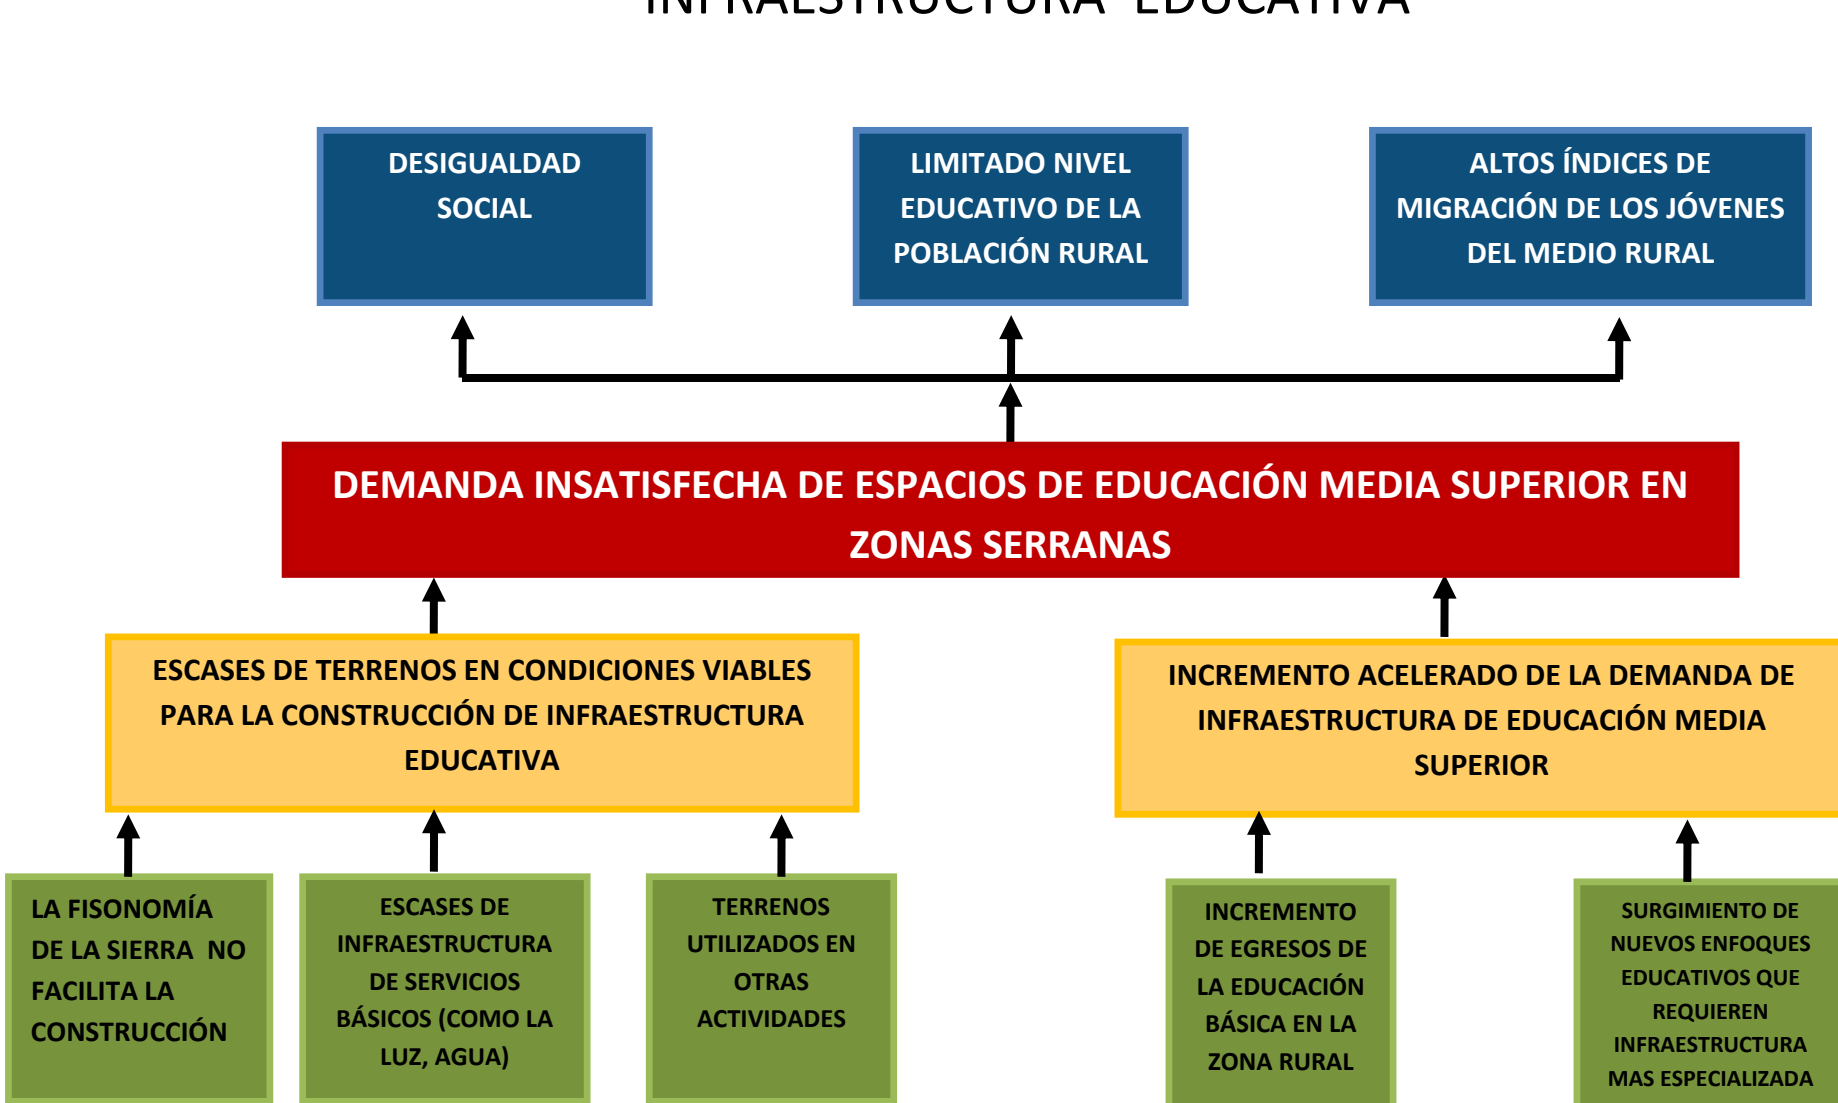 INFRAESTRUCTURA EDUCATIVA
DESIGUALDAD
SOCIAL
LIMITADO NIVEL
EDUCATIVO DE LA
POBLACIÓN RURAL
ALTOS ÍNDICES DE
MIGRACIÓN DE LOS JÓVENES
DEL MEDIO RURAL
DEMANDA INSATISFECHA DE ESPACIOS DE EDUCACIÓN MEDIA SUPERIOR EN
ZONAS SERRANAS
ESCASES DE TERRENOS EN CONDICIONES VIABLES
PARA LA CONSTRUCCIÓN DE INFRAESTRUCTURA
EDUCATIVA
INCREMENTO ACELERADO DE LA DEMANDA DE
INFRAESTRUCTURA DE EDUCACIÓN MEDIA
SUPERIOR
LA FISONOMÍA
DE LA SIERRA  NO
FACILITA LA
CONSTRUCCIÓN
ESCASES DE
INFRAESTRUCTURA
DE SERVICIOS
BÁSICOS (COMO LA
LUZ, AGUA)
TERRENOS
UTILIZADOS EN
OTRAS
ACTIVIDADES
INCREMENTO
DE EGRESOS DE
LA EDUCACIÓN
BÁSICA EN LA
ZONA RURAL
SURGIMIENTO DE
NUEVOS ENFOQUES
EDUCATIVOS QUE
REQUIEREN
INFRAESTRUCTURA
MAS ESPECIALIZADA